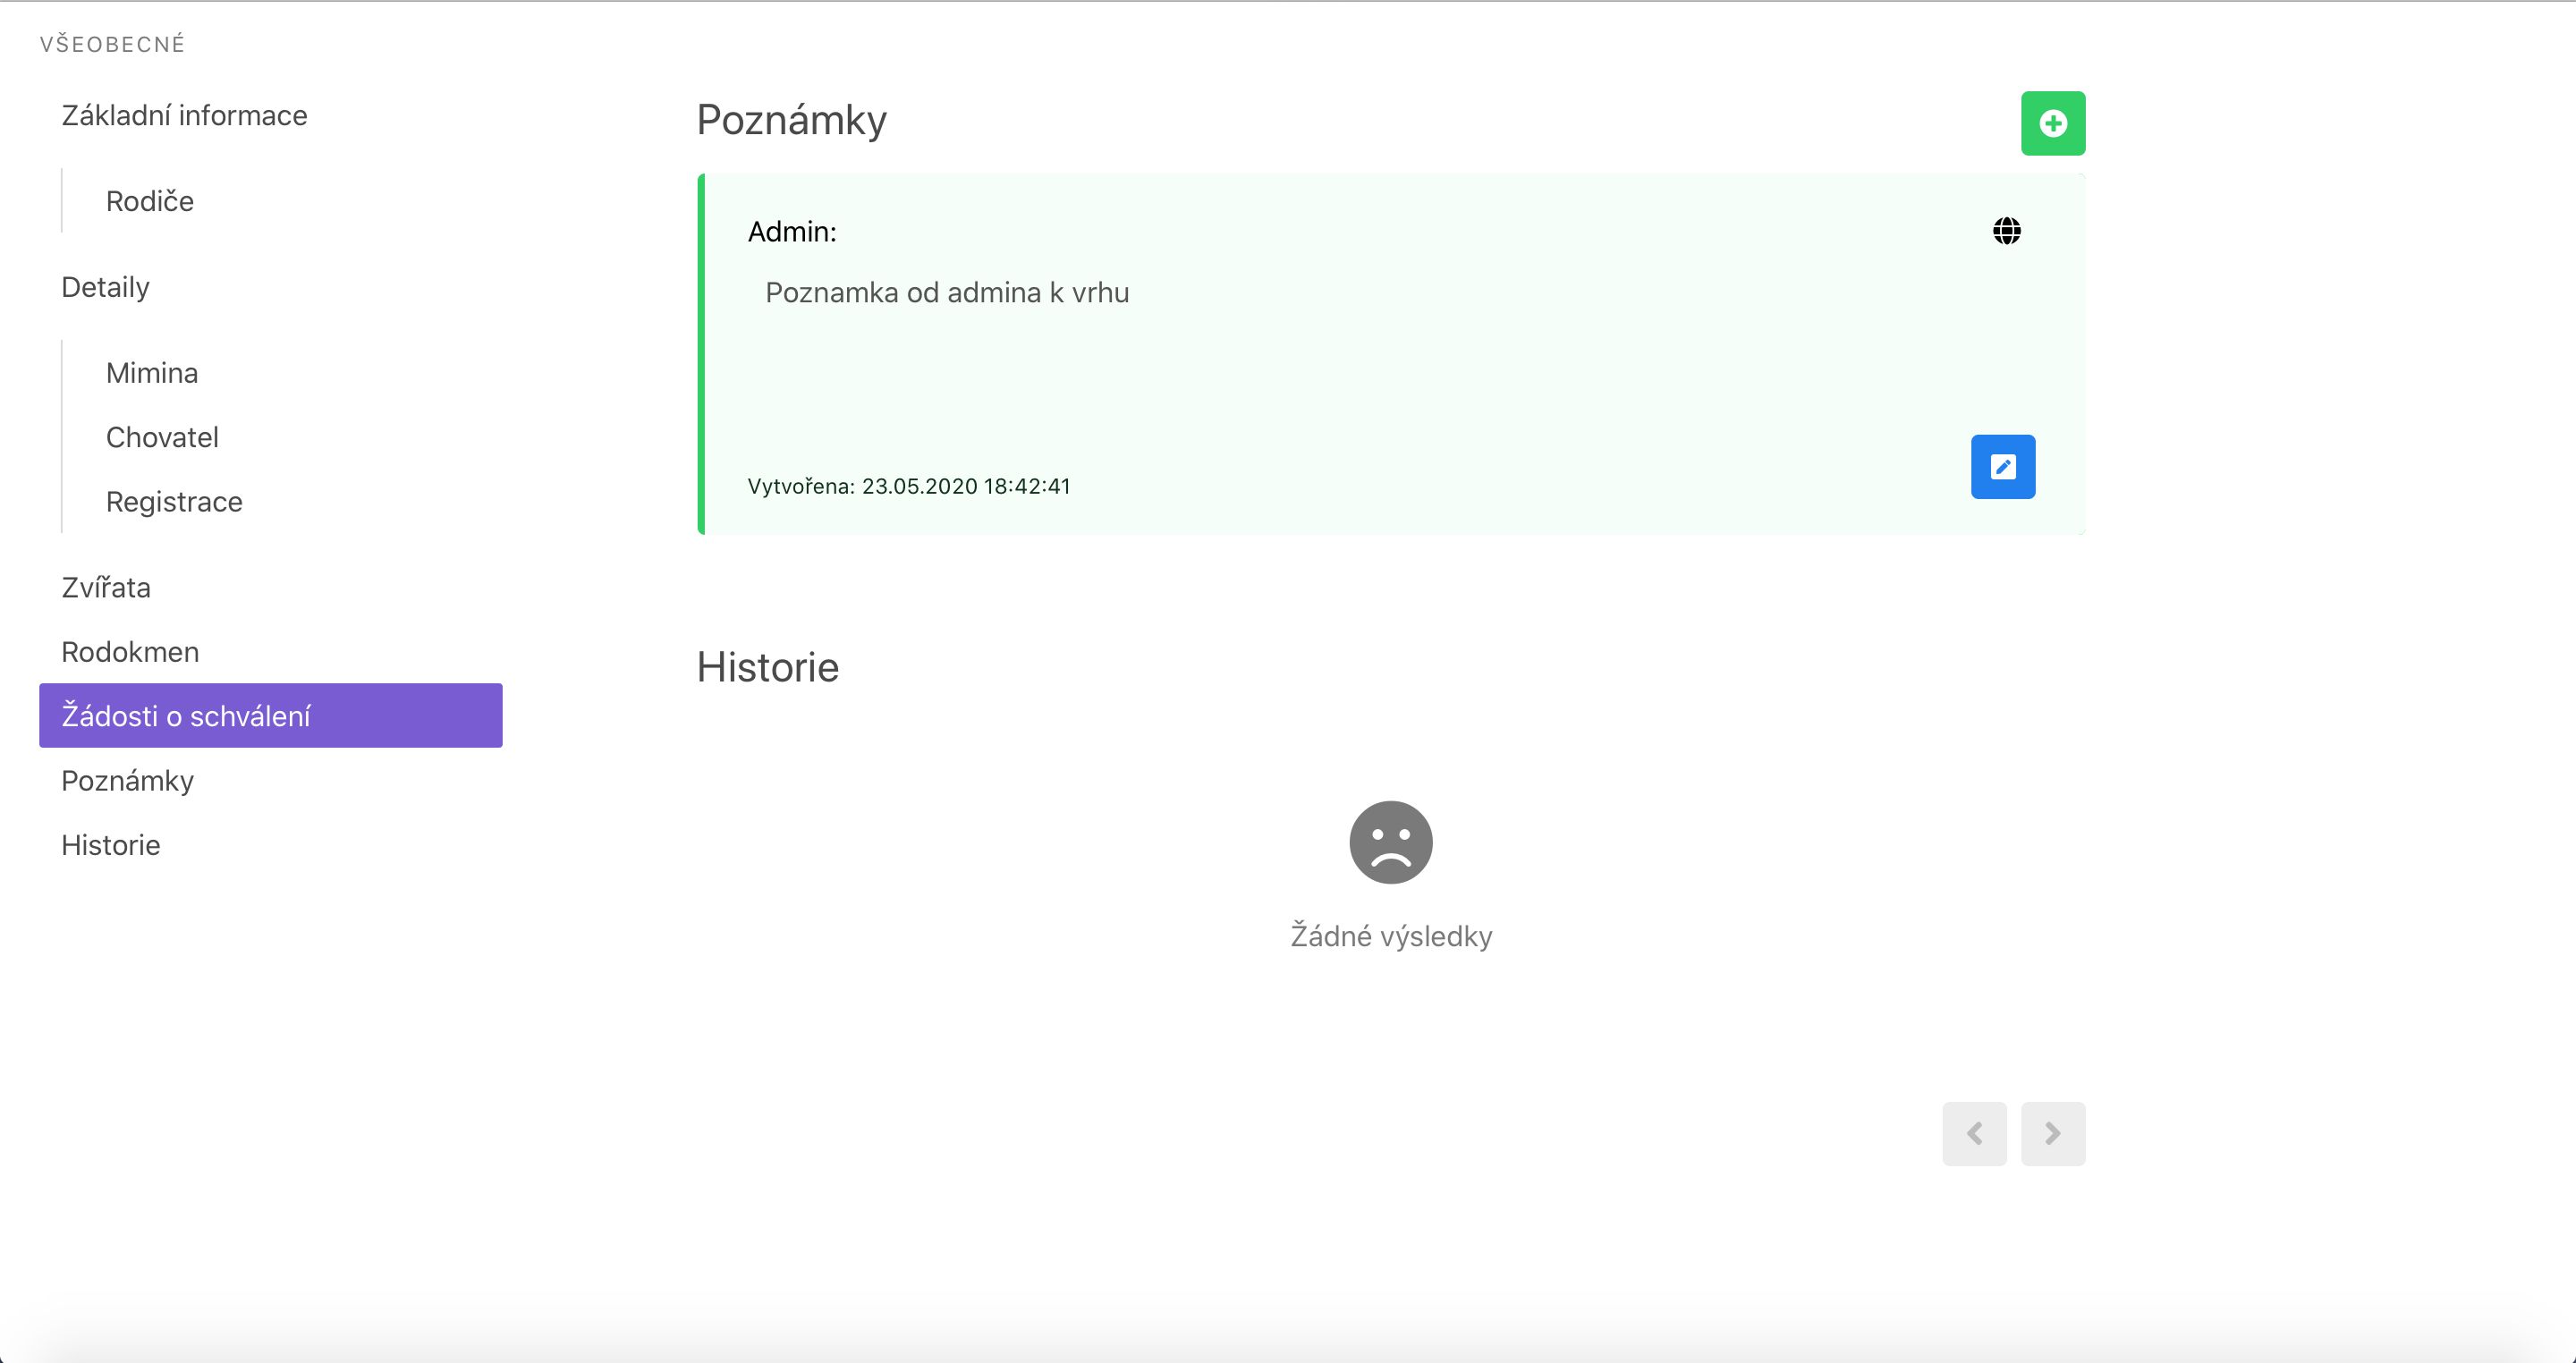 VŠEOBECNÉ
Základní informace
Rodiče
Detaily
Mimina
Chovatel
Registrace
Zvířata
Rodokmen
Žádosti o schválení
Poznámky
Historie
Poznámky
Admin:
Poznamka od admina k vrhu
Vytvořena: 23.05.2020 18:42:41
Historie
Žádné výsledky